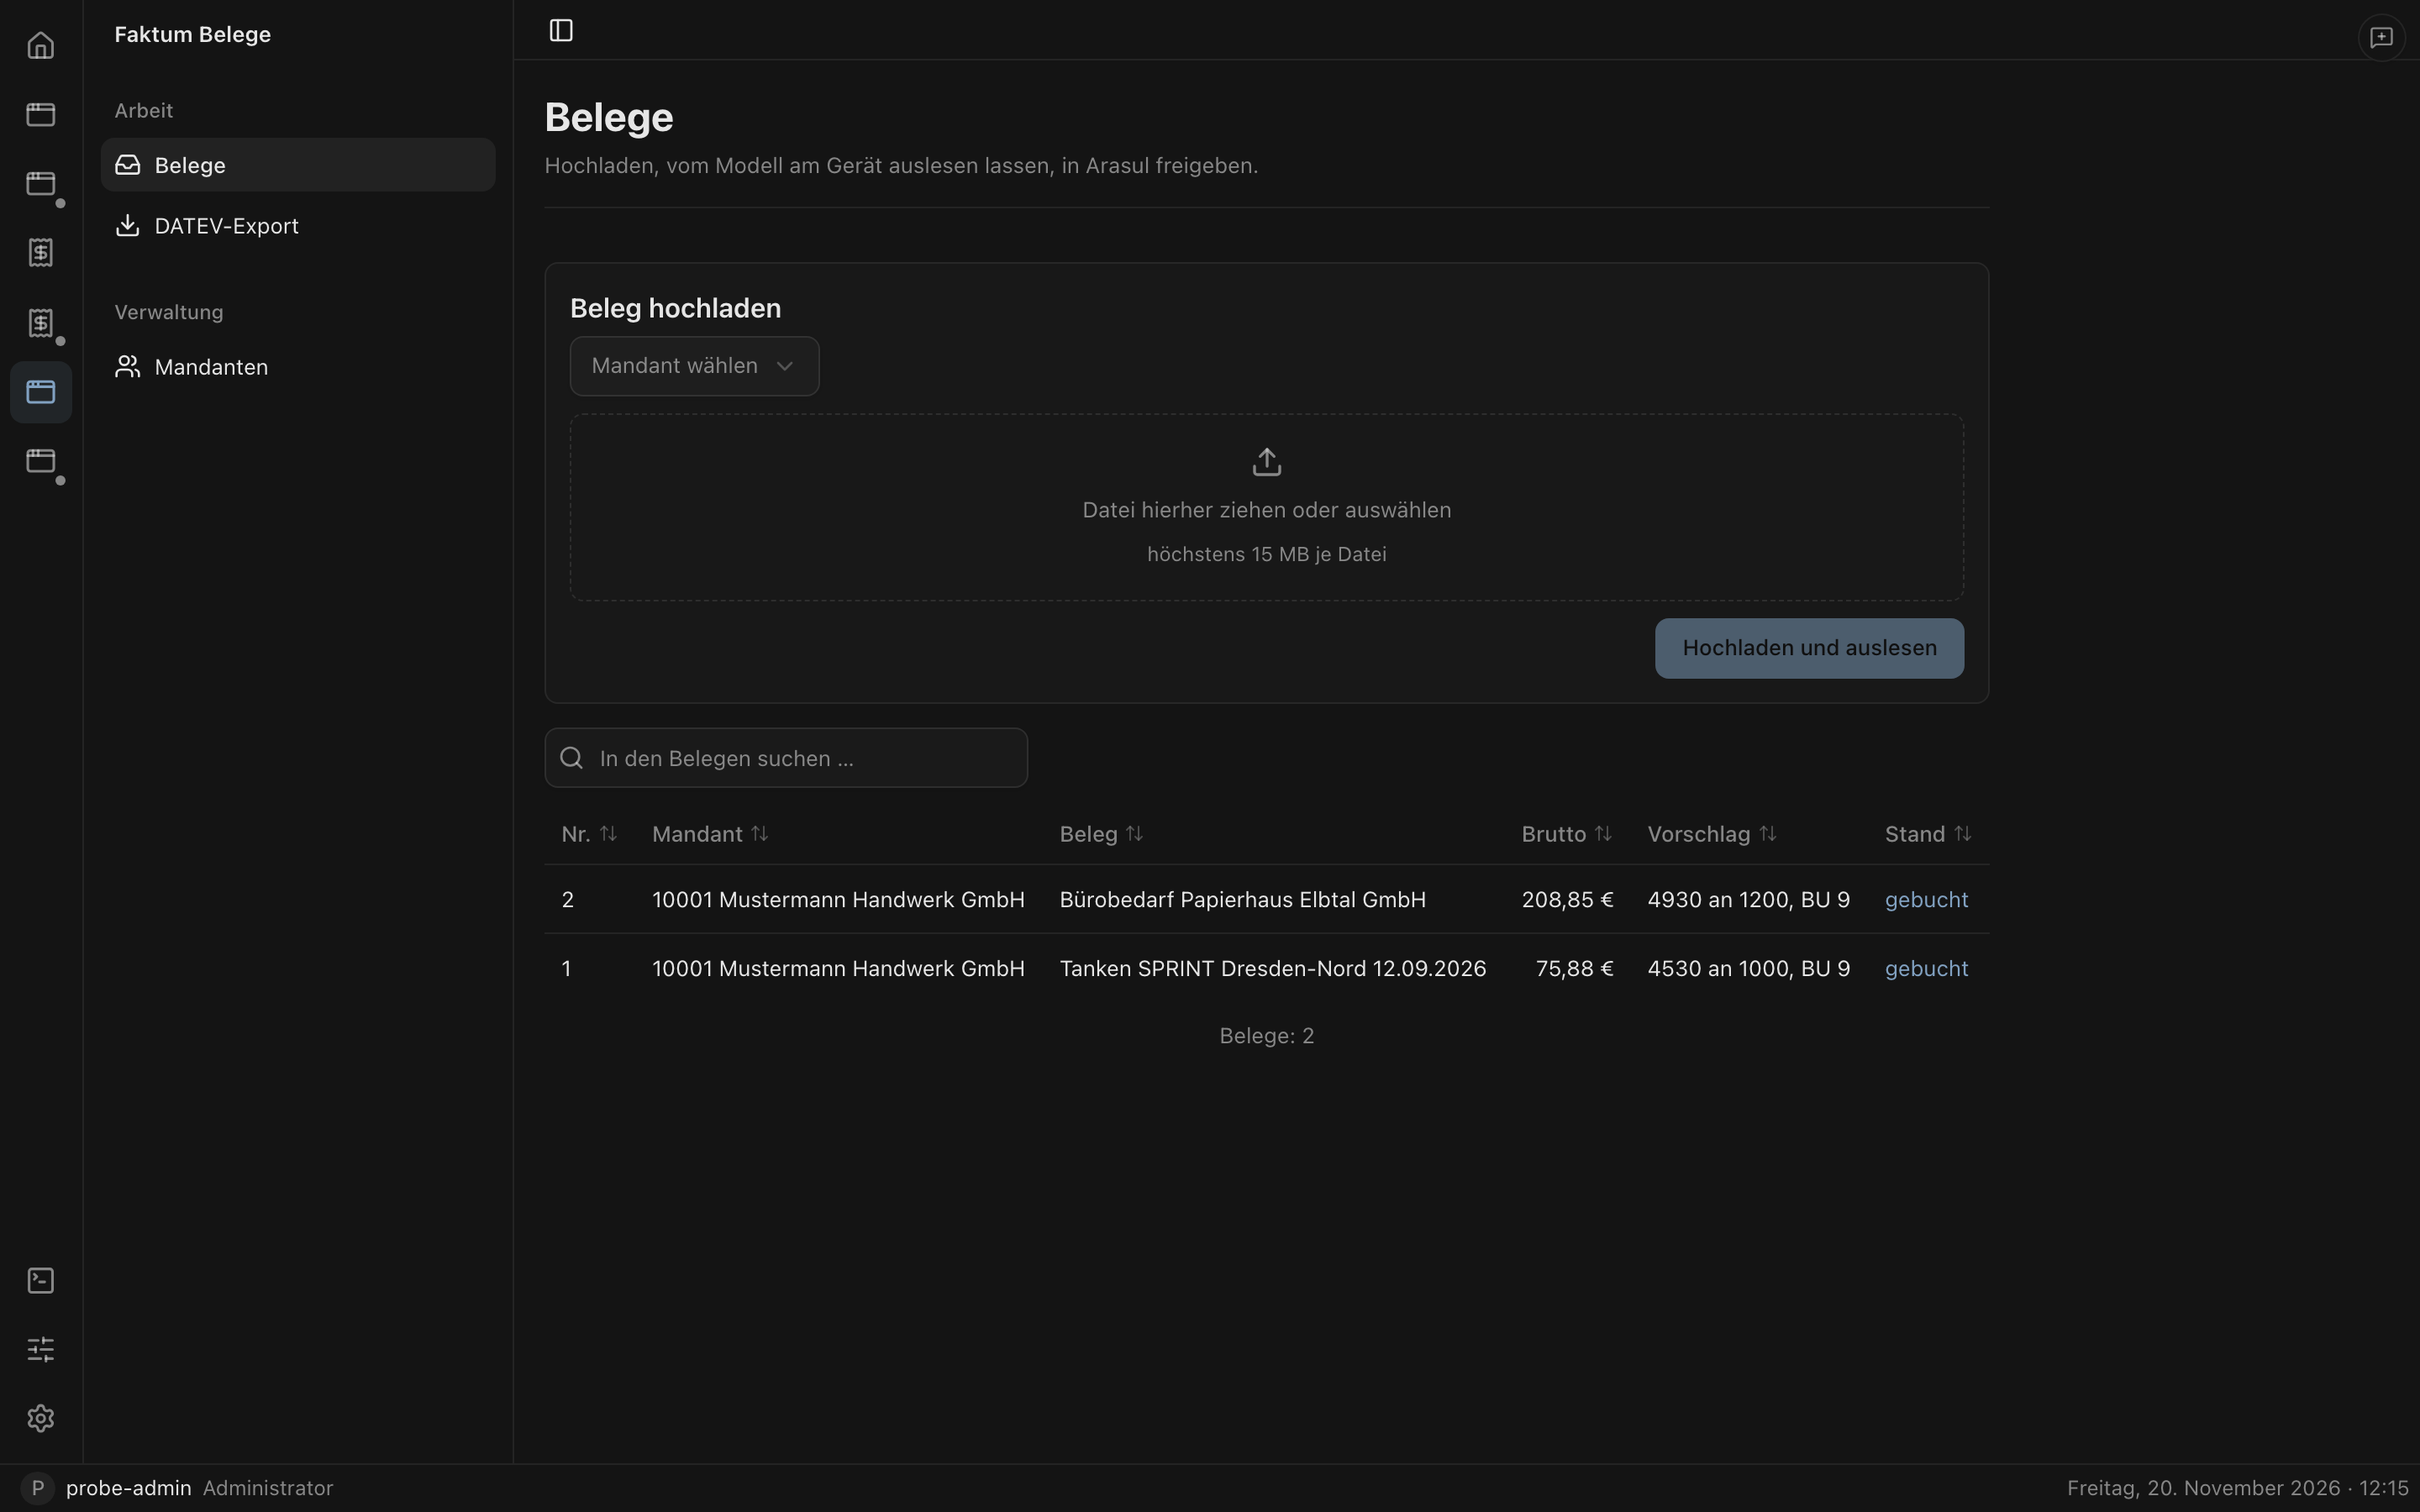 Faktum Belege
Arbeit
Belege
DATEV-Export
Verwaltung
Mandanten
Belege
Hochladen, vom Modell am Gerät auslesen lassen, in Arasul freigeben.
Beleg hochladen
Mandant wählen
Datei hierher ziehen oder auswählen
höchstens 15 MB je Datei
Hochladen und auslesen
In den Belegen suchen ...
Nr. Mandant Beleg Brutto Vorschlag Stand
2 10001 Mustermann Handwerk GmbH Bürobedarf Papierhaus Elbtal GmbH 208,85 € 4930 an 1200, BU 9 gebucht
1 10001 Mustermann Handwerk GmbH Tanken SPRINT Dresden-Nord 12.09.2026 75,88 € 4530 an 1000, BU 9 gebucht
Belege: 2
P probe-admin Administrator
Freitag, 20. November 2026 · 12:15